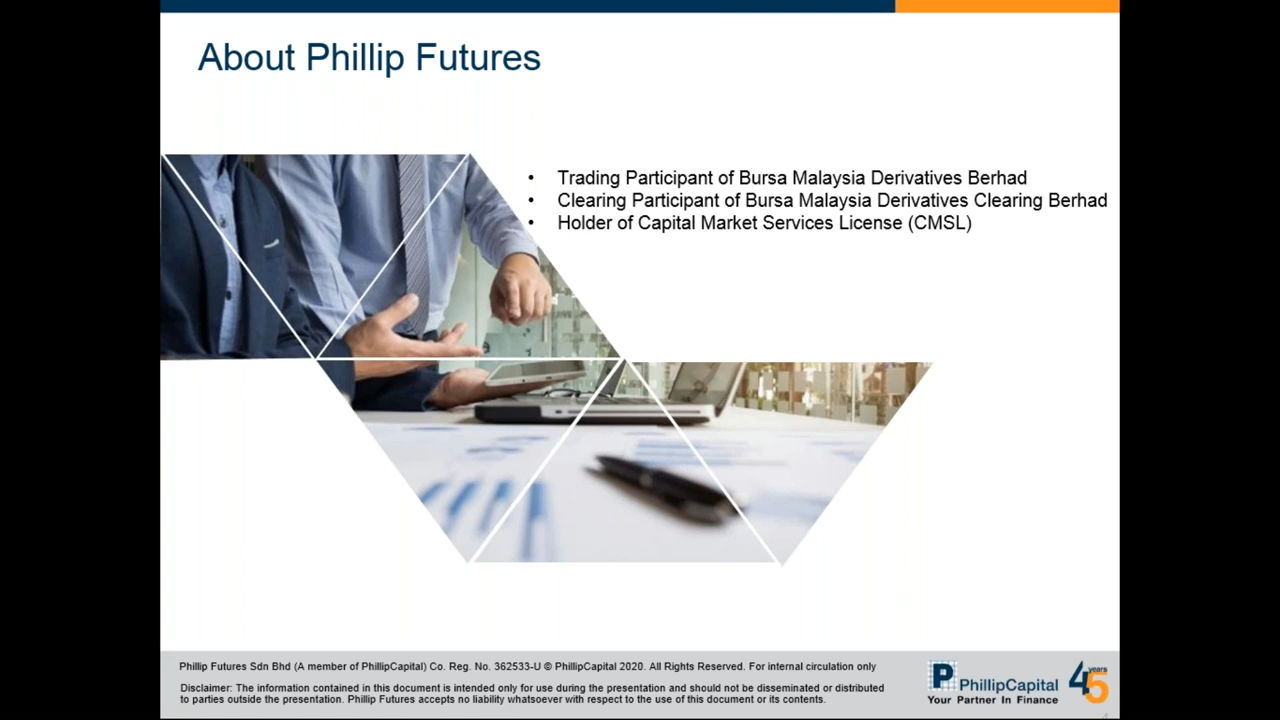 About Phillip Futures
• Trading Participant of Bursa Malaysia Derivatives Berhad
• Clearing Participant of Bursa Malaysia Derivatives Clearing Berhad
• Holder of Capital Market Services License (CMSL)
Phillip Futures Sdn Bhd (A member of PhillipCapital) Co. Reg. No. 362533-U © PhillipCapital 2020. All Rights Reserved. For internal circulation only
Disclaimer: The information contained in this document is intended only for use during the presentation and should not be disseminated or distributed
to parties outside the presentation. Phillip Futures accepts no liability whatsoever with respect to the use of this document or its contents.
P PhillipCapital
Your Partner In Finance
45 years